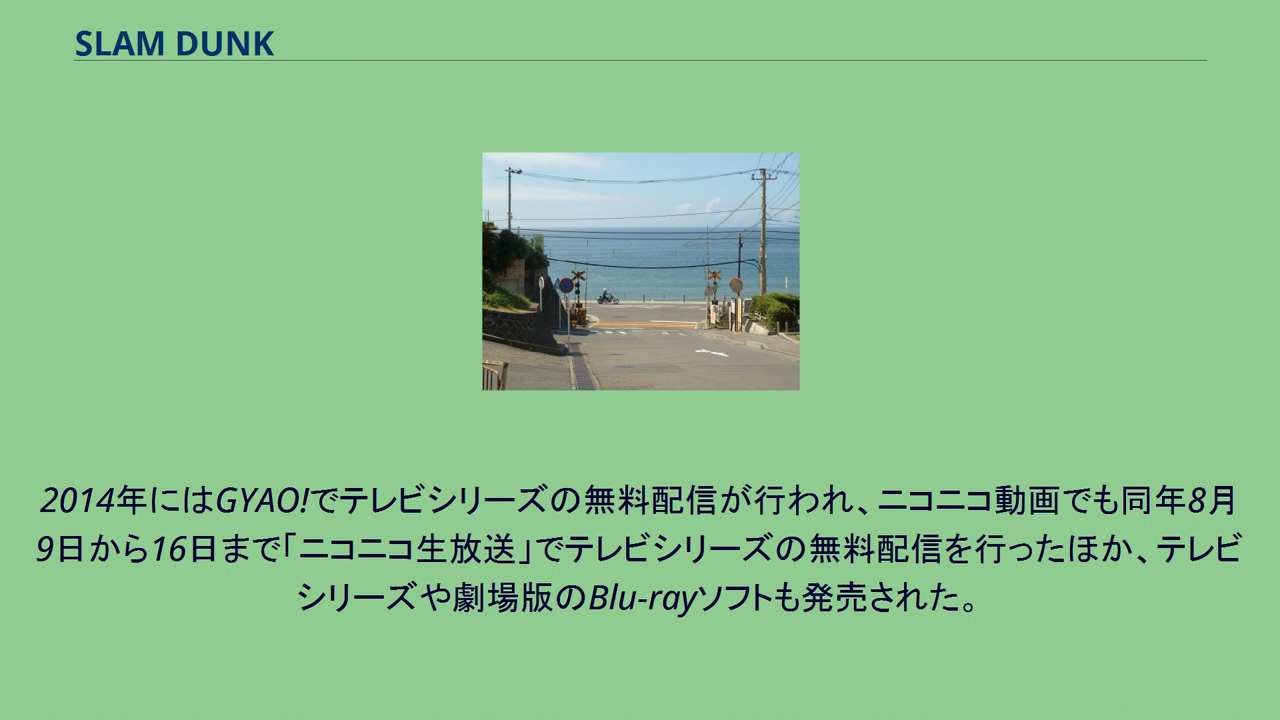 SLAM DUNK
2014年にはGYAO!でテレビシリーズの無料配信が行われ、ニコニコ動画でも同年8月
9日から16日まで「ニコニコ生放送」でテレビシリーズの無料配信を行ったほか、テレビ
シリーズや劇場版のBlu-rayソフトも発売された。